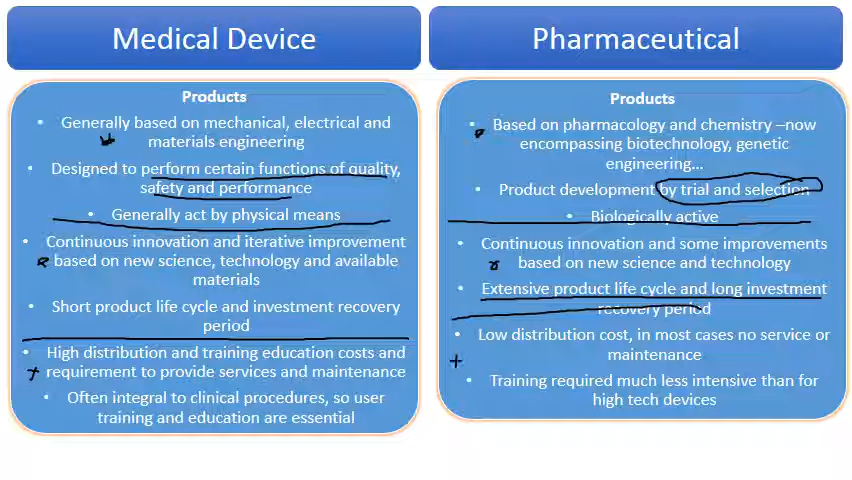 Medical Device
Products
• Generally based on mechanical, electrical and
materials engineering
• Designed to perform certain functions of quality,
safety and performance
• Generally act by physical means
• Continuous innovation and iterative improvement
based on new science, technology and available
materials
• Short product life cycle and investment recovery
period
• High distribution and training education costs and
requirement to provide services and maintenance
• Often integral to clinical procedures, so user
training and education are essential
Pharmaceutical
Products
• Based on pharmacology and chemistry –now
encompassing biotechnology, genetic
engineering...
• Product development by trial and selection
• Biologically active
• Continuous innovation and some improvements
based on new science and technology
• Extensive product life cycle and long investment
recovery period
• Low distribution cost, in most cases no service or
maintenance
• Training required much less intensive than for
high tech devices